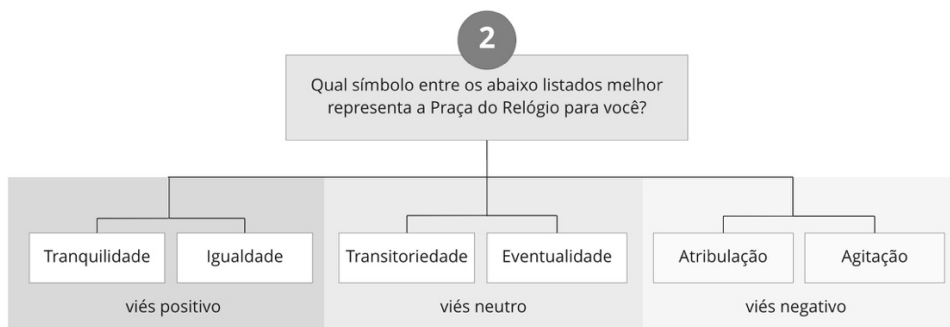 2
Qual símbolo entre os abaixo listados melhor
representa a Praça do Relógio para você?
Tranquilidade
Igualdade
Transitoriedade
Eventualidade
Atribulação
Agitação
viés positivo
viés neutro
viés negativo